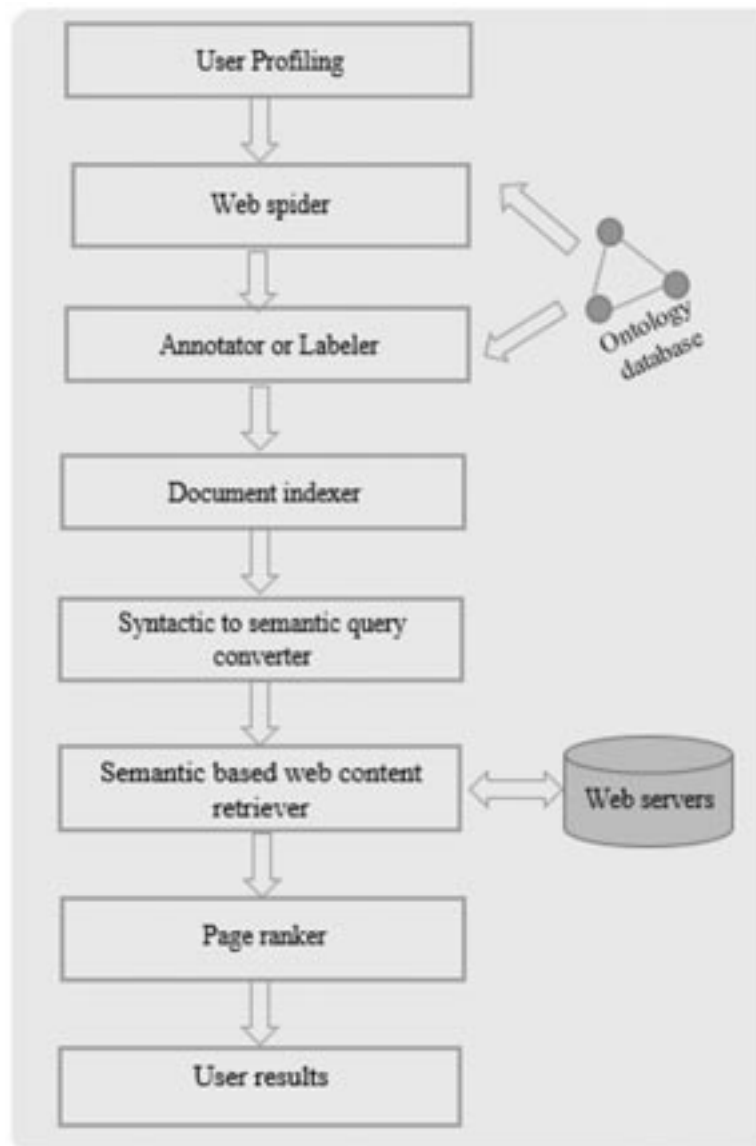 User Profiling
Web spider
Annotator or Labeler
Ontology
database
Document indexer
Syntactic to semantic query
converter
Semantic based web content
retriever
Web servers
Page ranker
User results